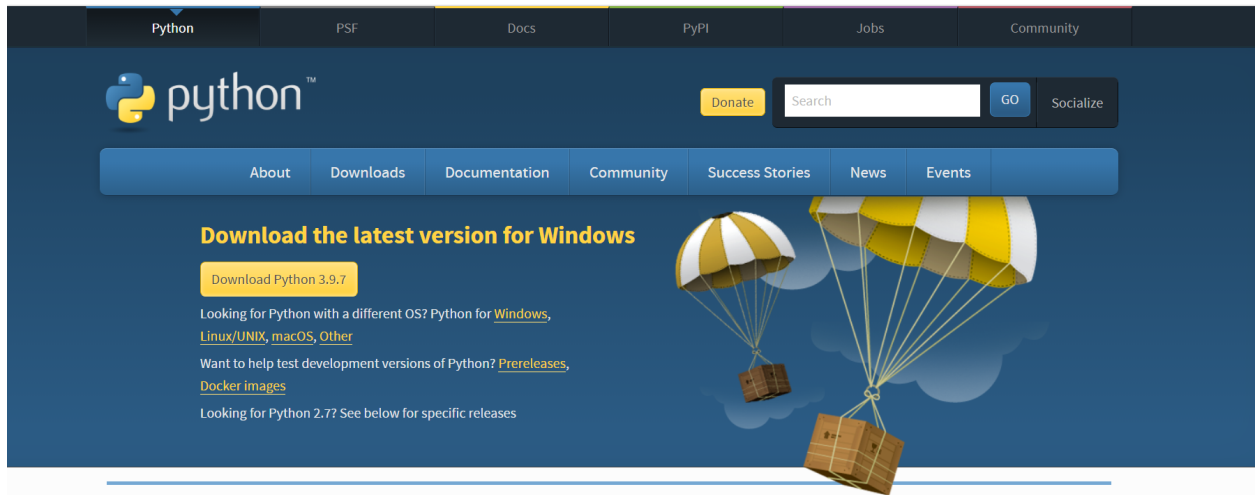 Python PSF Docs PyPI Jobs Community
python™
Donate Search GO Socialize
About Downloads Documentation Community Success Stories News Events
Download the latest version for Windows
Download Python 3.9.7
Looking for Python with a different OS? Python for Windows,
Linux/UNIX, macOS, Other
Want to help test development versions of Python? Prereleases,
Docker images
Looking for Python 2.7? See below for specific releases